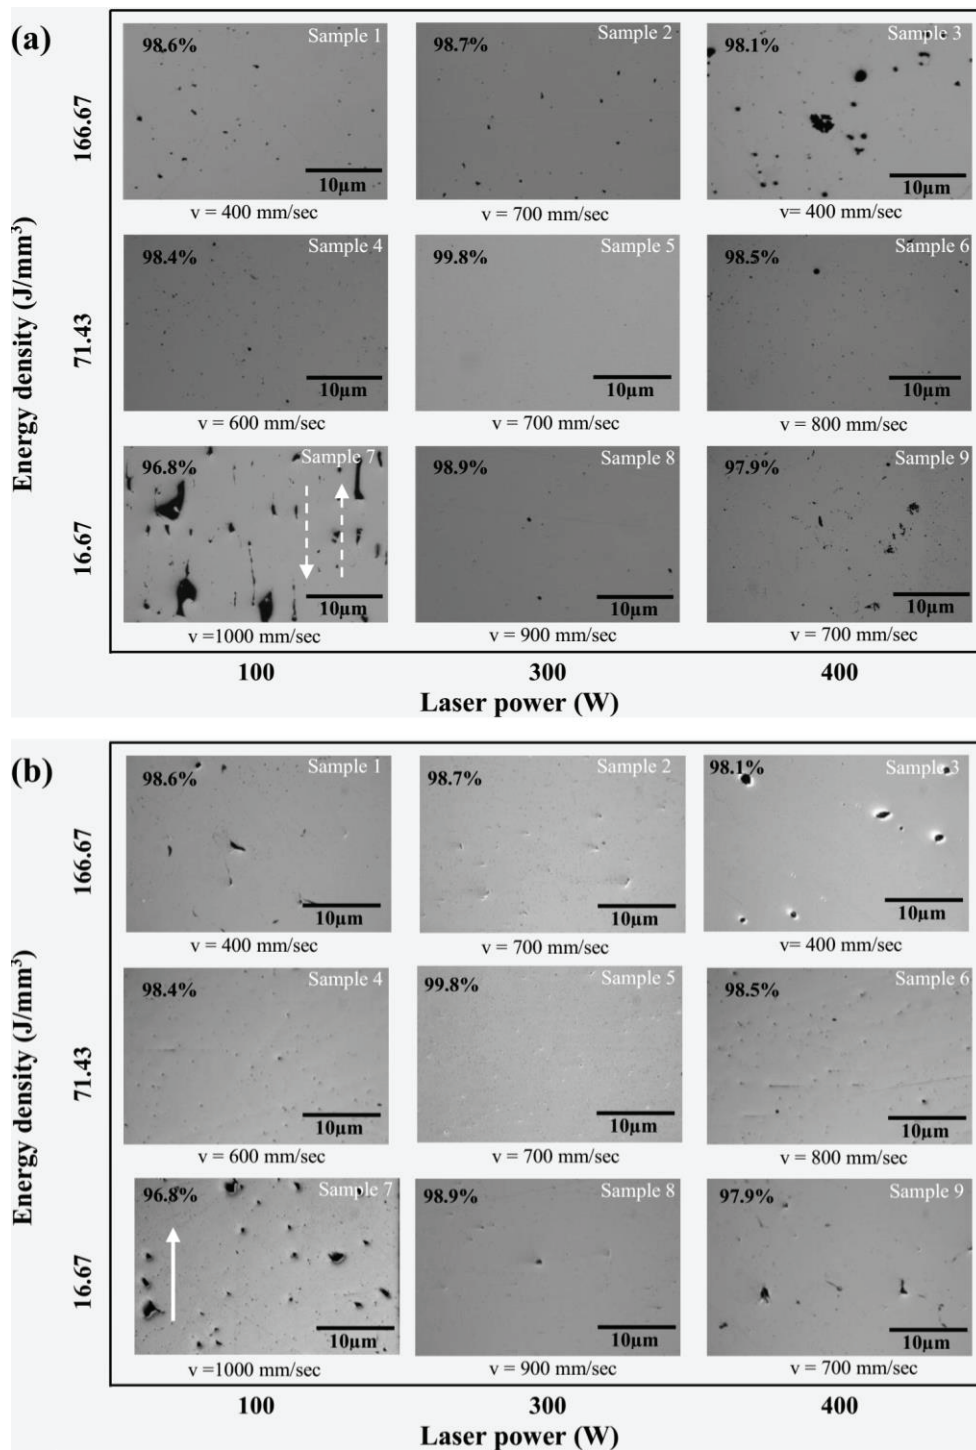 (a)
Energy density (J/mm³)
166.67
98.6%
Sample 1
10μm
v = 400 mm/sec
98.7%
Sample 2
10μm
v = 700 mm/sec
98.1%
Sample 3
10μm
v= 400 mm/sec
71.43
98.4%
Sample 4
10μm
v = 600 mm/sec
99.8%
Sample 5
10μm
v = 700 mm/sec
98.5%
Sample 6
10μm
v = 800 mm/sec
16.67
96.8%
Sample 7
10μm
v =1000 mm/sec
98.9%
Sample 8
10μm
v = 900 mm/sec
97.9%
Sample 9
10μm
v = 700 mm/sec
100
300
400
Laser power (W)
(b)
Energy density (J/mm³)
166.67
98.6%
Sample 1
10μm
v = 400 mm/sec
98.7%
Sample 2
10μm
v = 700 mm/sec
98.1%
Sample 3
10μm
v= 400 mm/sec
71.43
98.4%
Sample 4
10μm
v = 600 mm/sec
99.8%
Sample 5
10μm
v = 700 mm/sec
98.5%
Sample 6
10μm
v = 800 mm/sec
16.67
96.8%
Sample 7
10μm
v =1000 mm/sec
98.9%
Sample 8
10μm
v = 900 mm/sec
97.9%
Sample 9
10μm
v = 700 mm/sec
100
300
400
Laser power (W)